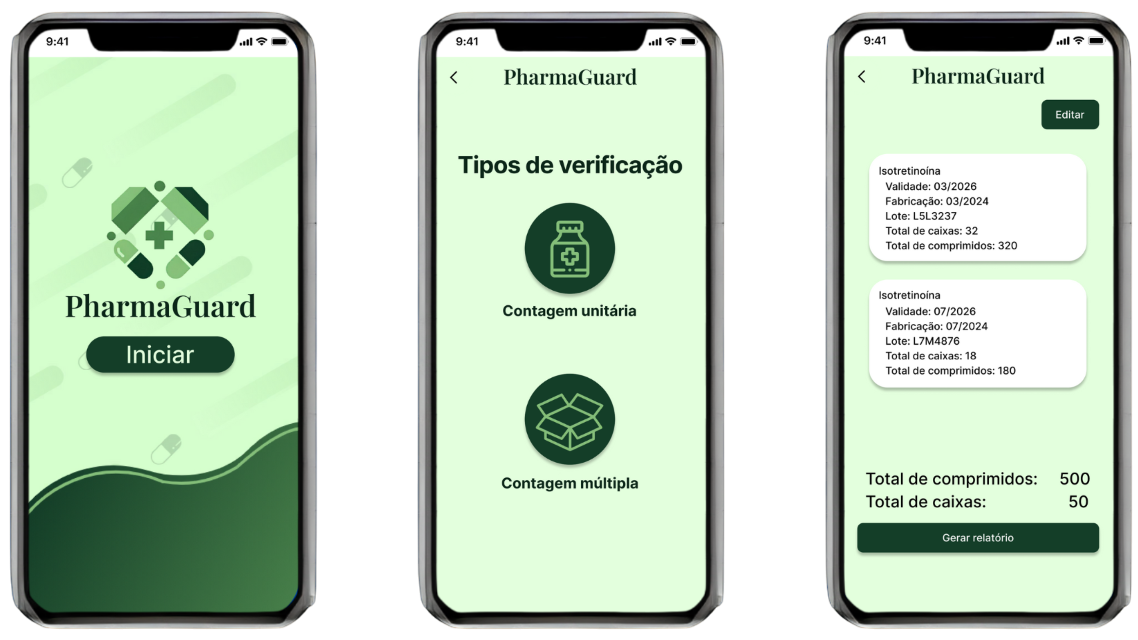 9:41
PharmaGuard
Iniciar
9:41
PharmaGuard
Tipos de verificação
Contagem unitária
Contagem múltipla
9:41
PharmaGuard
Editar
Isotretinoína
Validade: 03/2026
Fabricação: 03/2024
Lote: L5L3237
Total de caixas: 32
Total de comprimidos: 320
Isotretinoína
Validade: 07/2026
Fabricação: 07/2024
Lote: L7M4876
Total de caixas: 18
Total de comprimidos: 180
Total de comprimidos: 500
Total de caixas: 50
Gerar relatório